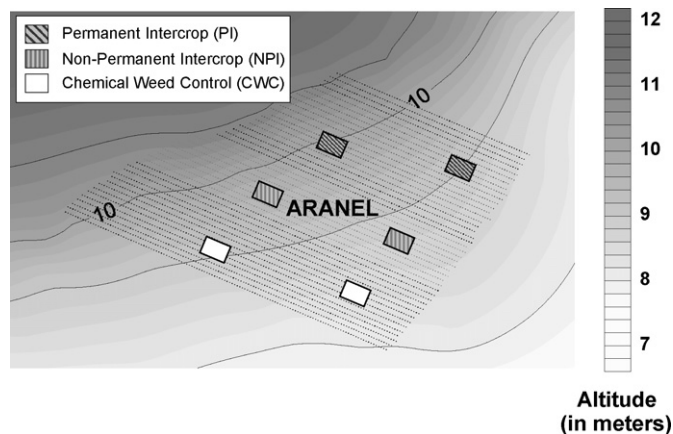 Permanent Intercrop (PI)
Non-Permanent Intercrop (NPI)
Chemical Weed Control (CWC)
10
10
ARANEL
12
11
10
9
8
7
Altitude
(in meters)